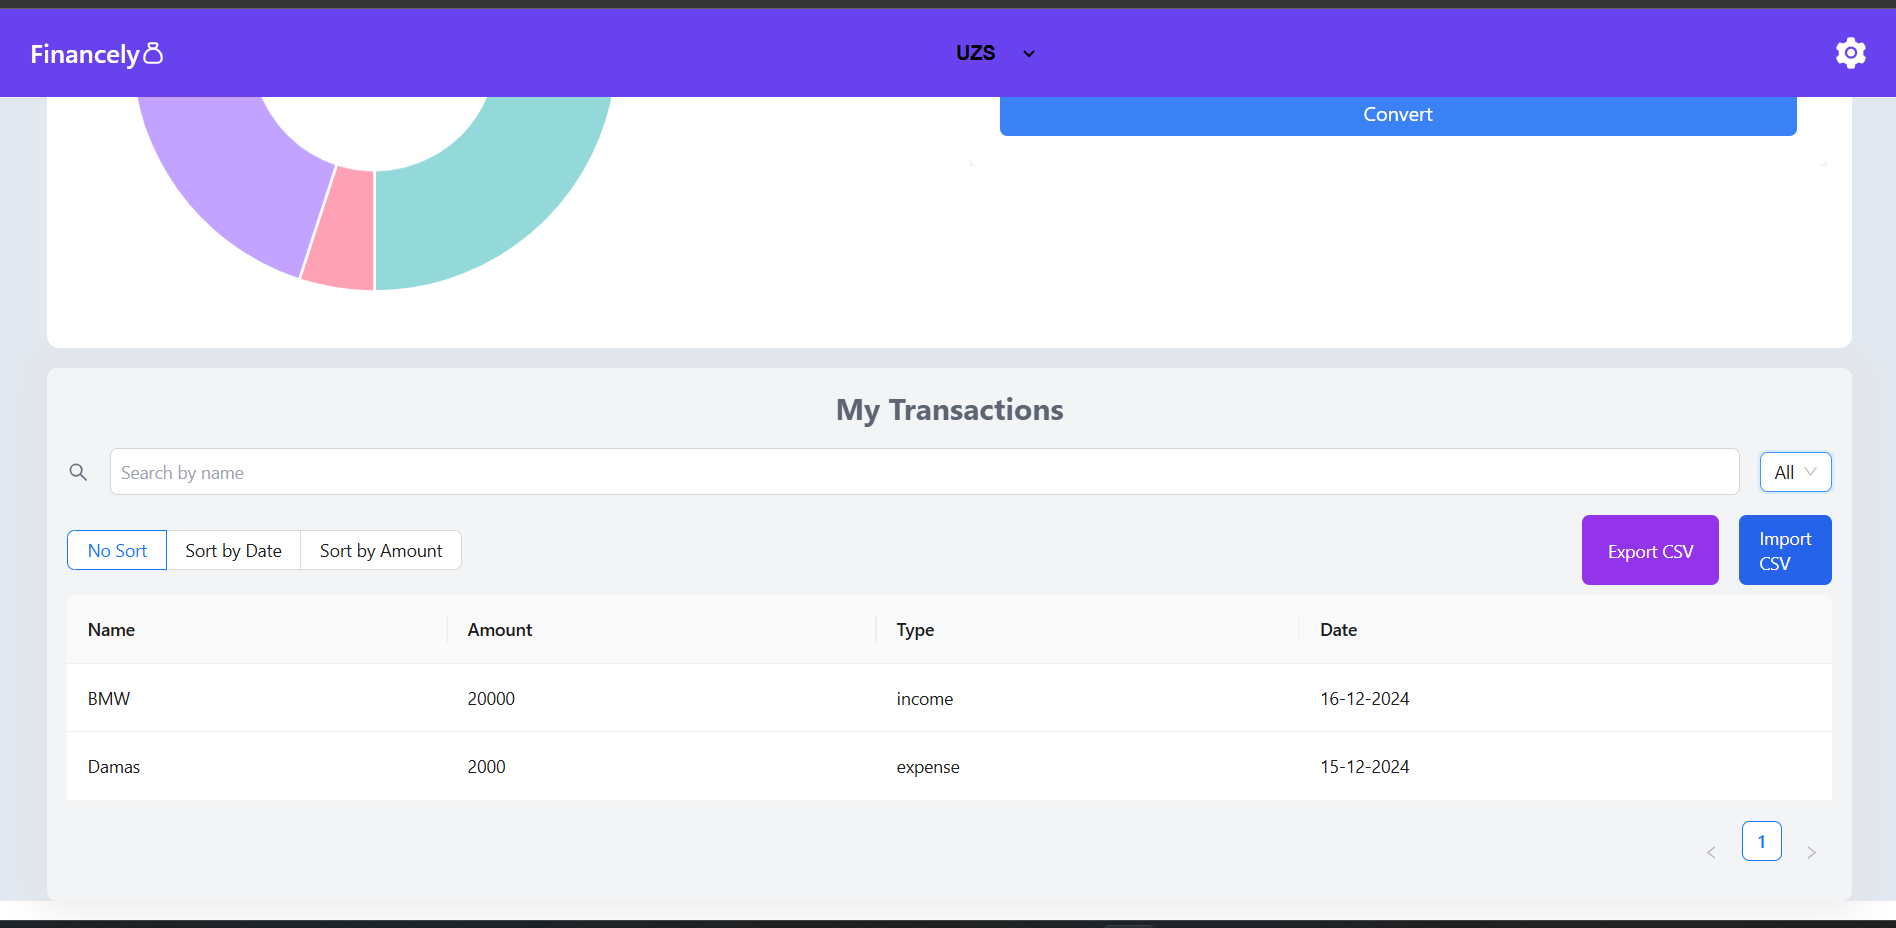 Financely
UZS
Convert
My Transactions
Search by name
All
No Sort
Sort by Date
Sort by Amount
Export CSV
Import
CSV
Name Amount Type Date
BMW 20000 income 16-12-2024
Damas 2000 expense 15-12-2024
1